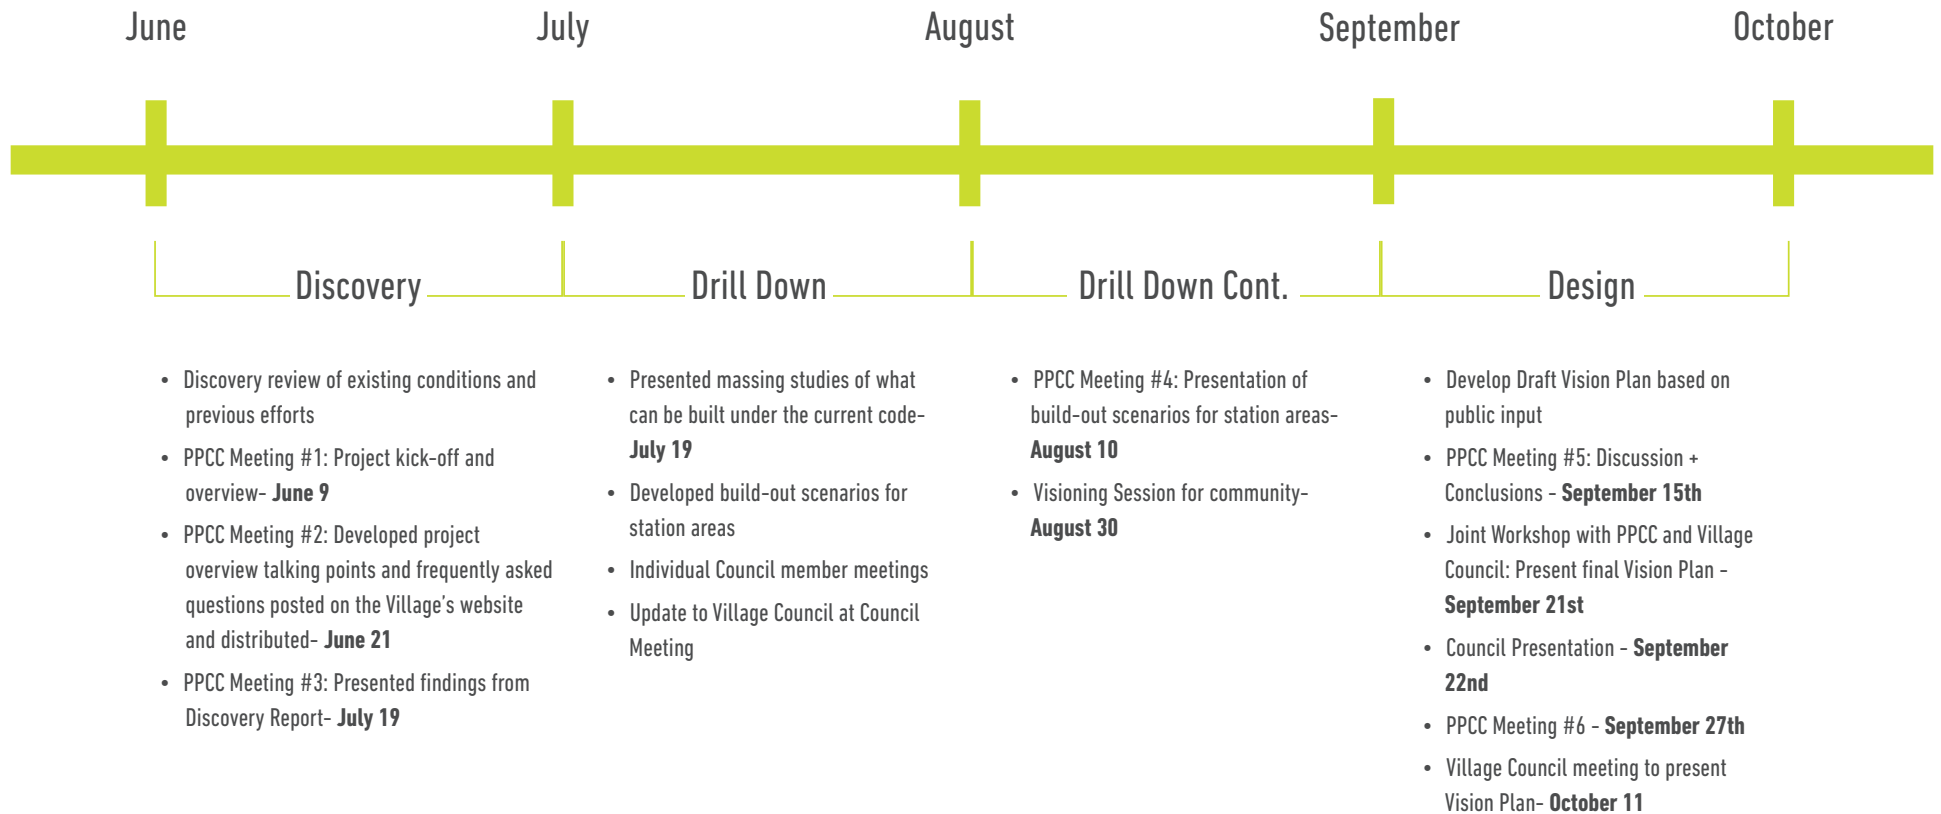 June
July
August
September
October
Discovery
Drill Down
Drill Down Cont.
Design
• Discovery review of existing conditions and
previous efforts
• PPCC Meeting #1: Project kick-off and
overview- June 9
• PPCC Meeting #2: Developed project
overview talking points and frequently asked
questions posted on the Village's website
and distributed- June 21
• PPCC Meeting #3: Presented findings from
Discovery Report- July 19
• Presented massing studies of what
can be built under the current code-
July 19
• Developed build-out scenarios for
station areas
• Individual Council member meetings
• Update to Village Council at Council
Meeting
• PPCC Meeting #4: Presentation of
build-out scenarios for station areas-
August 10
• Visioning Session for community-
August 30
• Develop Draft Vision Plan based on
public input
• PPCC Meeting #5: Discussion +
Conclusions - September 15th
• Joint Workshop with PPCC and Village
Council: Present final Vision Plan -
September 21st
• Council Presentation - September
22nd
• PPCC Meeting #6 - September 27th
• Village Council meeting to present
Vision Plan- October 11